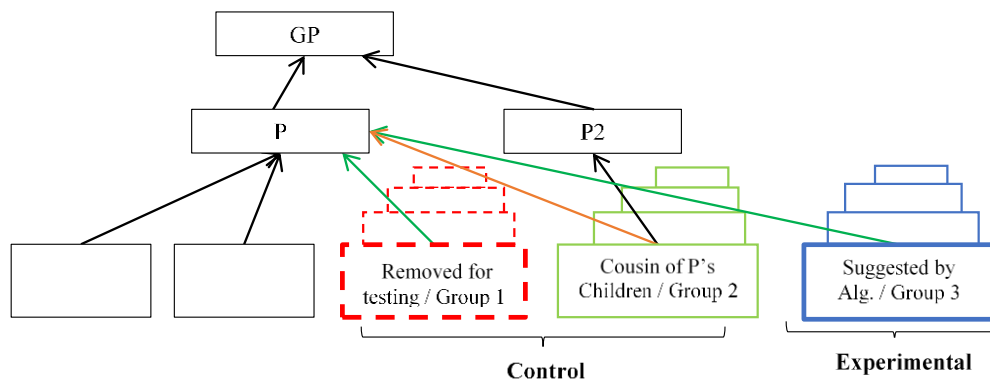 GP
P
P2
Removed for
testing / Group 1
Cousin of P's
Children / Group 2
Suggested by
Alg. / Group 3
Control
Experimental